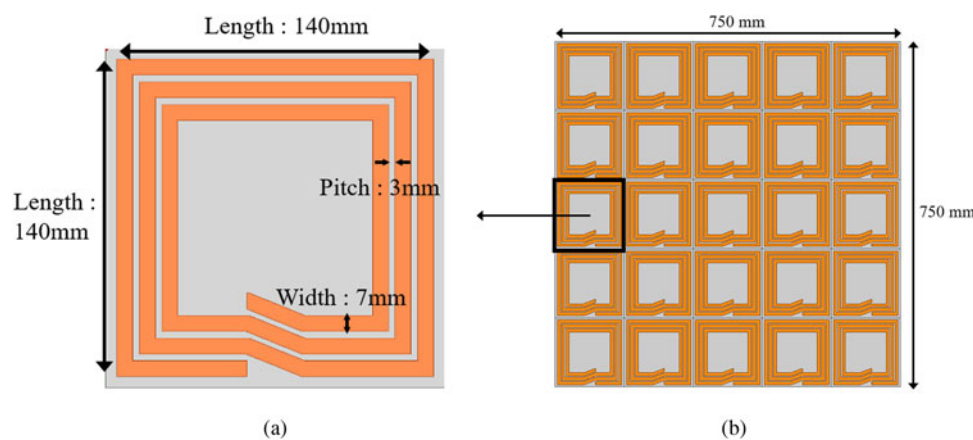 Length : 140mm
Length :
140mm
Pitch : 3mm
Width : 7mm
(a)
750 mm
750 mm
(b)